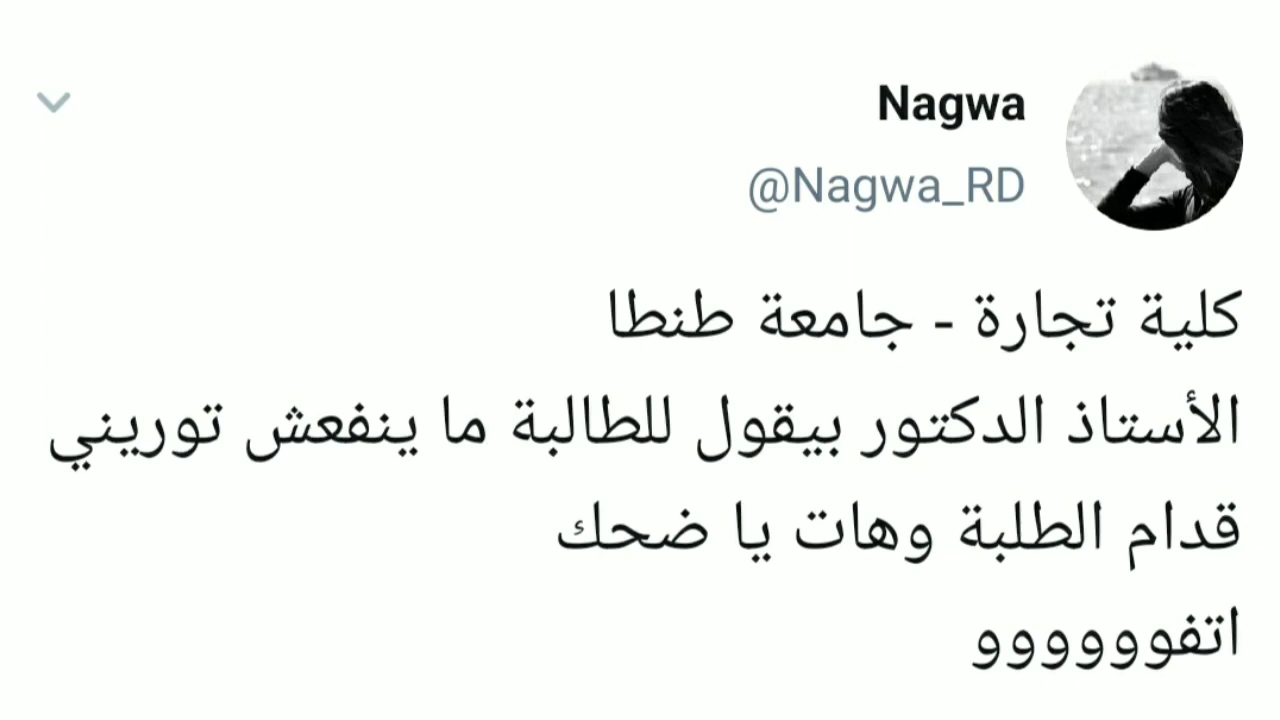 Nagwa
@Nagwa_RD
كلية تجارة - جامعة طنطا
الأستاذ الدكتور بيقول للطالبة ما ينفعش توريني
قدام الطلبة وهات يا ضحك
اتفوووووو